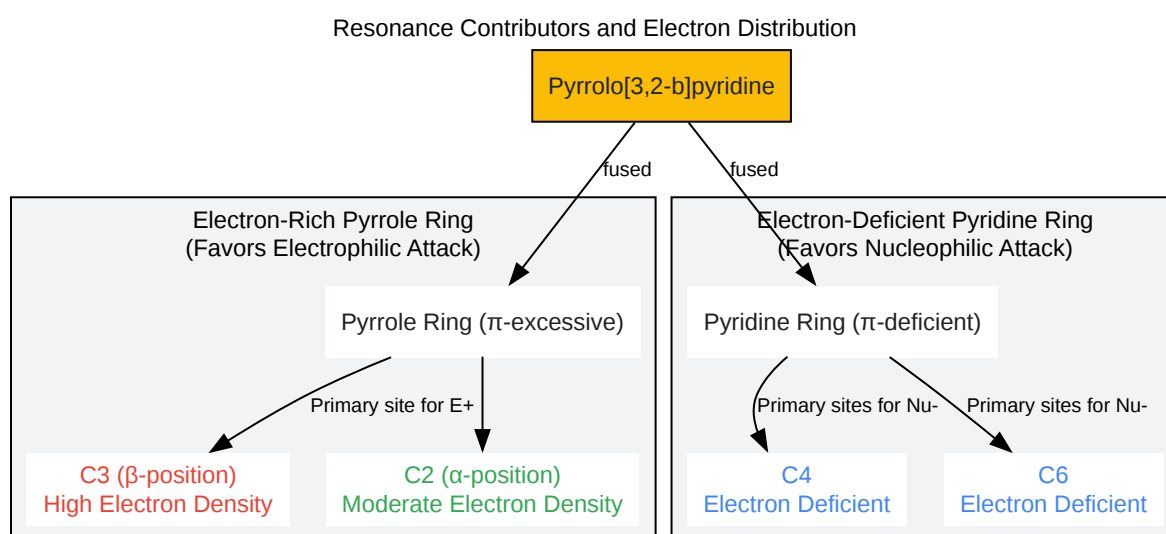 Resonance Contributors and Electron Distribution
Pyrrolo[3,2-b]pyridine
fused
fused
Electron-Rich Pyrrole Ring
(Favors Electrophilic Attack)
Electron-Deficient Pyridine Ring
(Favors Nucleophilic Attack)
Pyrrole Ring (π-excessive)
Pyridine Ring (π-deficient)
Primary site for E+
Primary sites for Nu-
Primary sites for Nu-
C3 (β-position)
High Electron Density
C2 (α-position)
Moderate Electron Density
C4
Electron Deficient
C6
Electron Deficient